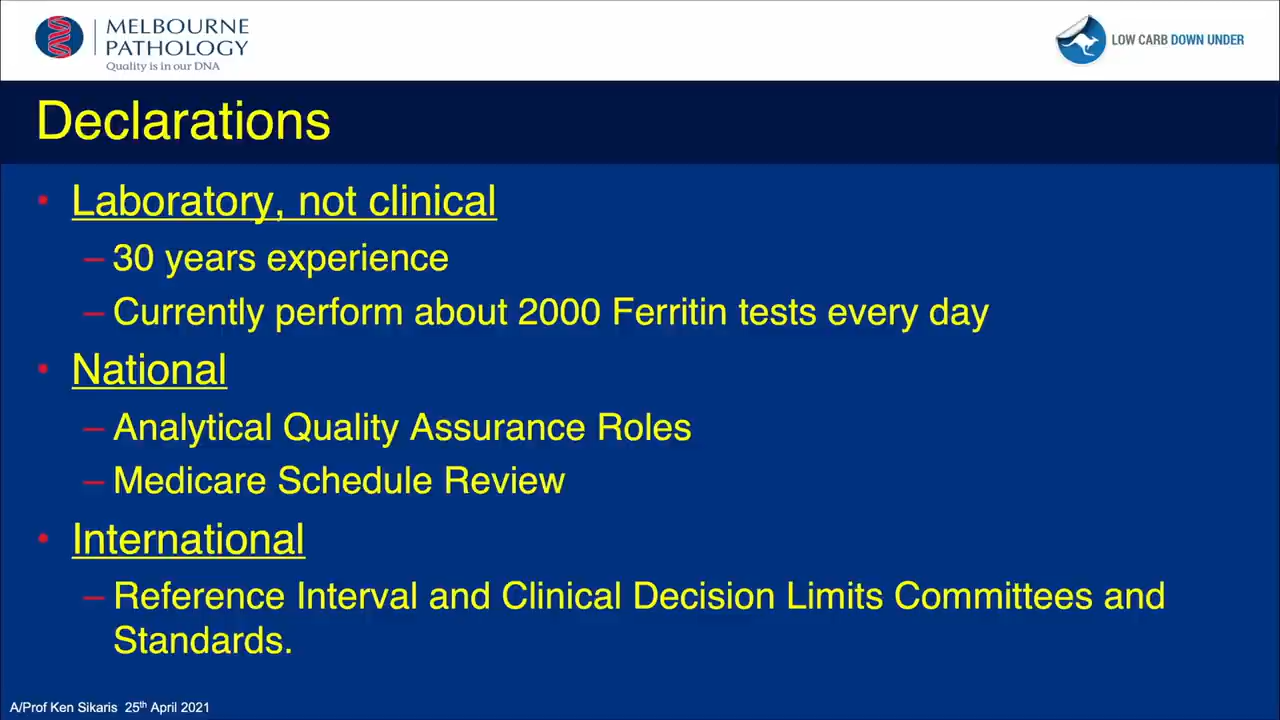 MELBOURNE
PATHOLOGY
Quality is in our DNA
LOW CARB DOWN UNDER
Declarations
• Laboratory, not clinical
– 30 years experience
– Currently perform about 2000 Ferritin tests every day
• National
– Analytical Quality Assurance Roles
– Medicare Schedule Review
• International
– Reference Interval and Clinical Decision Limits Committees and
Standards.
A/Prof Ken Sikaris 25th April 2021